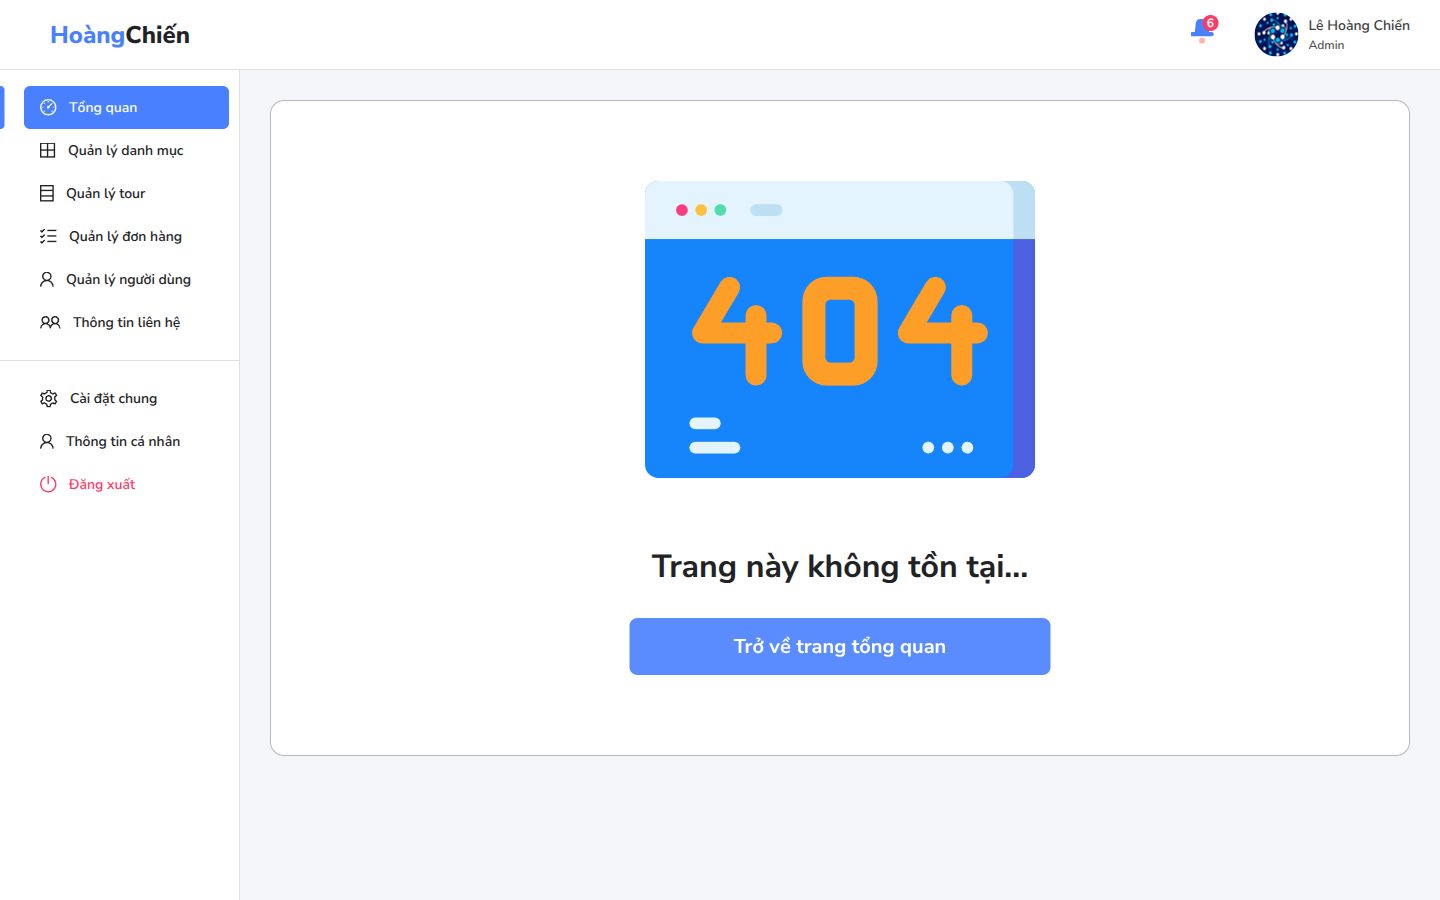 HoàngChiến
6
Lê Hoàng Chiến
Admin
Tổng quan
Quản lý danh mục
Quản lý tour
Quản lý đơn hàng
Quản lý người dùng
Thông tin liên hệ
Cài đặt chung
Thông tin cá nhân
Đăng xuất
404
Trang này không tồn tại...
Trở về trang tổng quan